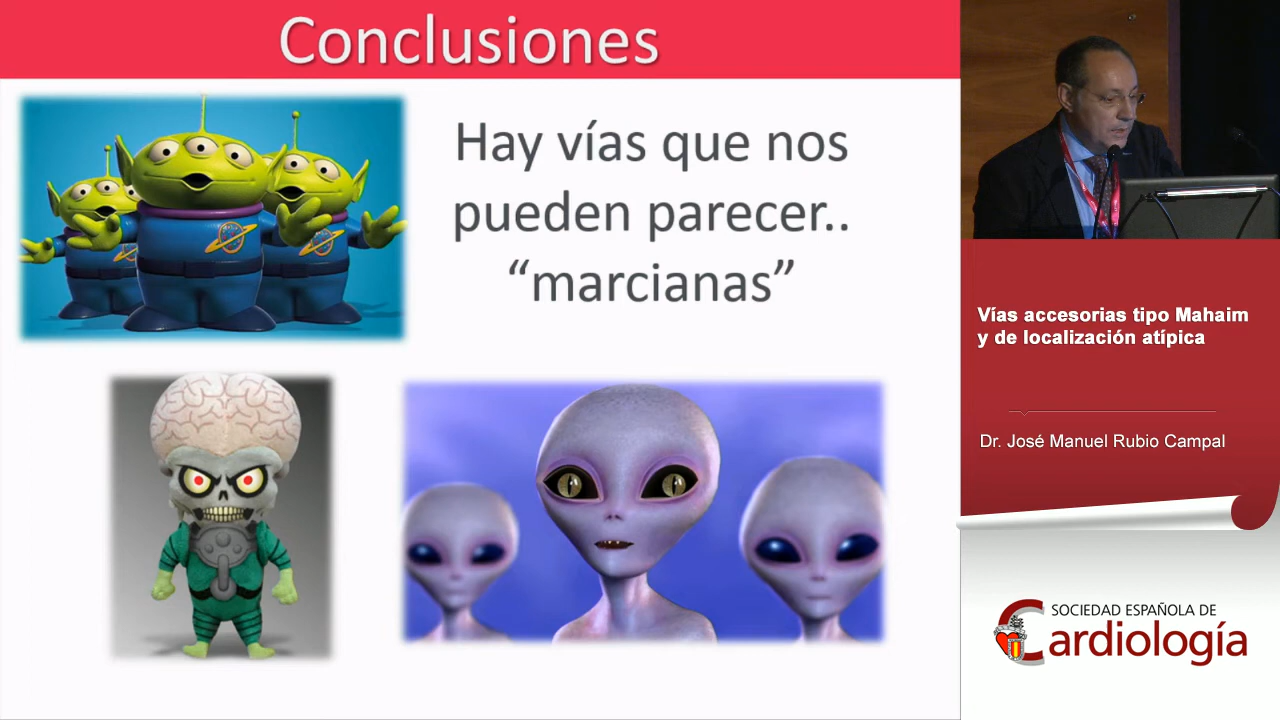 Conclusiones
Hay vías que nos
pueden parecer..
“marcianas”
Vías accesorias tipo Mahaim
y de localización atípica
Dr. José Manuel Rubio Campal
SOCIEDAD ESPAÑOLA DE
Cardiología